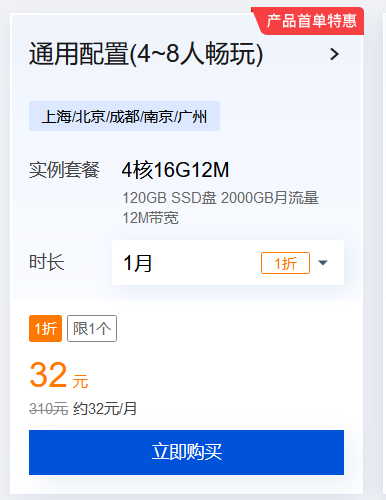 产品首单特惠
通用配置(4~8人畅玩)
上海/北京/成都/南京/广州
实例套餐 4核16G12M
120GB SSD盘 2000GB月流量
12M带宽
时长 1月 1折
1折 限1个
32 元
310元 约32元/月
立即购买